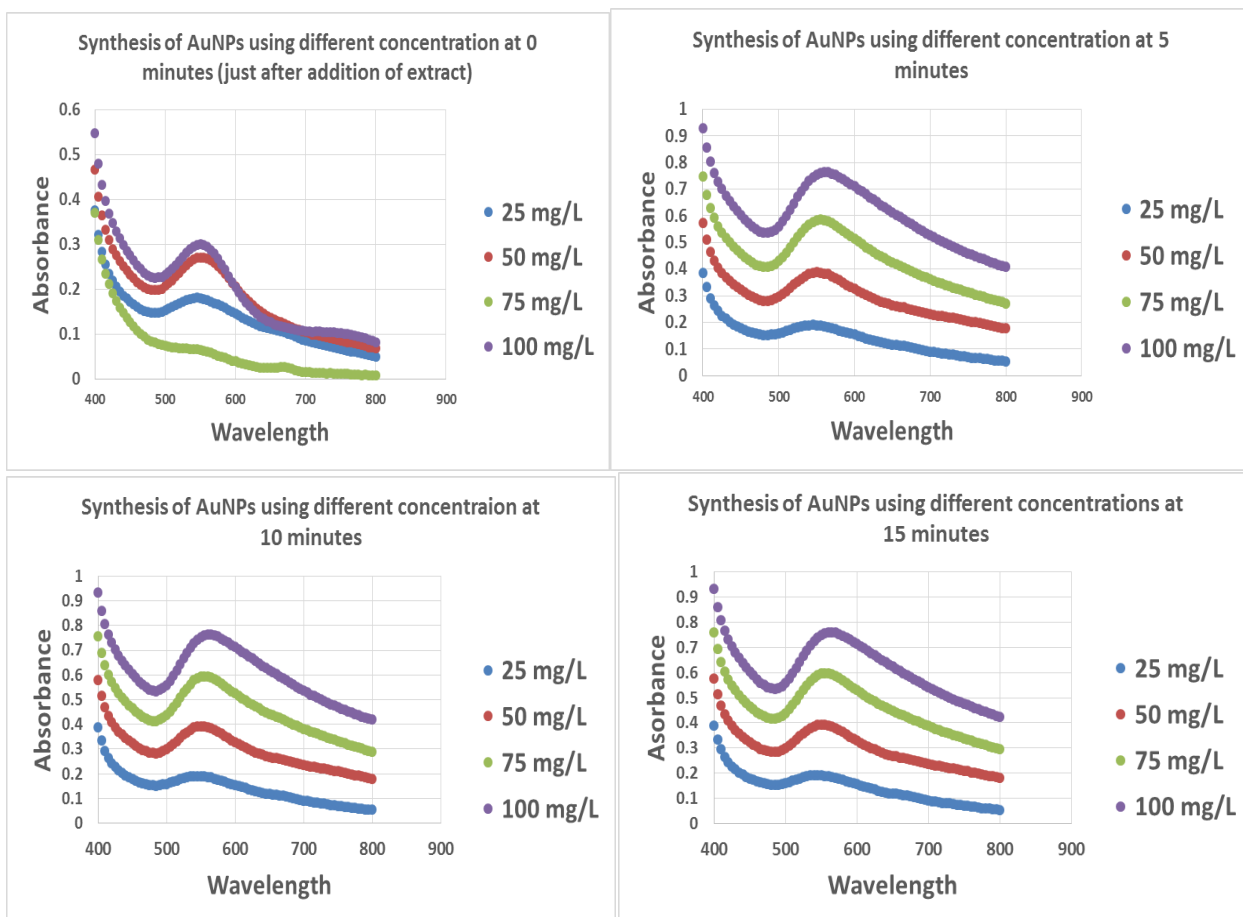 Synthesis of AuNPs using different concentration at 0
minutes (just after addition of extract)
0.6
0.5
0.4
0.3
0.2
0.1
0
Absorbance
400 500 600 700 800 900
Wavelength
25 mg/L
50 mg/L
75 mg/L
100 mg/L
Synthesis of AuNPs using different concentration at 5
minutes
1
0.9
0.8
0.7
0.6
0.5
0.4
0.3
0.2
0.1
0
Absorbance
400 500 600 700 800 900
Wavelength
25 mg/L
50 mg/L
75 mg/L
100 mg/L
Synthesis of AuNPs using different concentraion at
10 minutes
1
0.9
0.8
0.7
0.6
0.5
0.4
0.3
0.2
0.1
0
Absorbance
400 500 600 700 800 900
Wavelength
25 mg/L
50 mg/L
75 mg/L
100 mg/L
Synthesis of AuNPs using different concentrations at
15 minutes
1
0.9
0.8
0.7
0.6
0.5
0.4
0.3
0.2
0.1
0
Asorbance
400 500 600 700 800 900
Wavelength
25 mg/L
50 mg/L
75 mg/L
100 mg/L